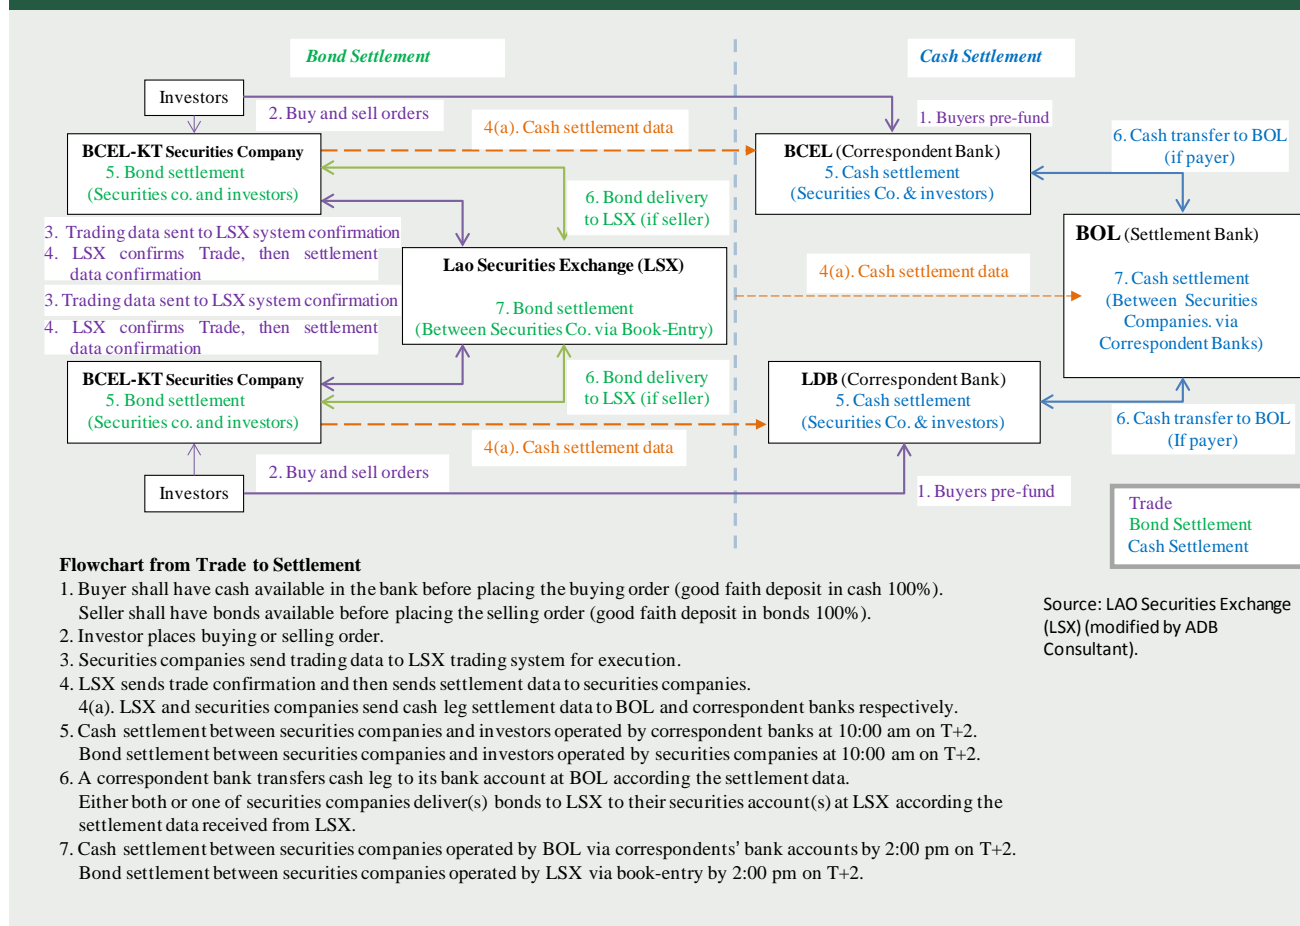 Bond Settlement
Cash Settlement
Investors
2. Buy and sell orders
1. Buyers pre-fund
4(a). Cash settlement data
6. Cash transfer to BOL
(if payer)
BCEL-KT Securities Company
5. Bond settlement
(Securities co. and investors)
BCEL (Correspondent Bank)
5. Cash settlement
(Securities Co. & investors)
6. Bond delivery
to LSX (if seller)
3. Trading data sent to LSX system confirmation
4. LSX confirms Trade, then settlement
data confirmation
3. Trading data sent to LSX system confirmation
4. LSX confirms Trade, then settlement
data confirmation
Lao Securities Exchange (LSX)
7. Bond settlement
(Between Securities Co. via Book-Entry)
4(a). Cash settlement data
BOL (Settlement Bank)
7. Cash settlement
(Between Securities
Companies. via
Correspondent Banks)
BCEL-KT Securities Company
5. Bond settlement
(Securities co. and investors)
6. Bond delivery
to LSX (if seller)
LDB (Correspondent Bank)
5. Cash settlement
(Securities Co. & investors)
6. Cash transfer to BOL
(If payer)
4(a). Cash settlement data
2. Buy and sell orders
Investors
1. Buyers pre-fund
Trade
Bond Settlement
Cash Settlement
Flowchart from Trade to Settlement
1. Buyer shall have cash available in the bank before placing the buying order (good faith deposit in cash 100%).
Seller shall have bonds available before placing the selling order (good faith deposit in bonds 100%).
2. Investor places buying or selling order.
3. Securities companies send trading data to LSX trading system for execution.
4. LSX sends trade confirmation and then sends settlement data to securities companies.
4(a). LSX and securities companies send cash leg settlement data to BOL and correspondent banks respectively.
5. Cash settlement between securities companies and investors operated by correspondent banks at 10:00 am on T+2.
Bond settlement between securities companies and investors operated by securities companies at 10:00 am on T+2.
6. A correspondent bank transfers cash leg to its bank account at BOL according the settlement data.
Either both or one of securities companies deliver(s) bonds to LSX to their securities account(s) at LSX according the
settlement data received from LSX.
7. Cash settlement between securities companies operated by BOL via correspondents’ bank accounts by 2:00 pm on T+2.
Bond settlement between securities companies operated by LSX via book-entry by 2:00 pm on T+2.
Source: LAO Securities Exchange
(LSX) (modified by ADB
Consultant).